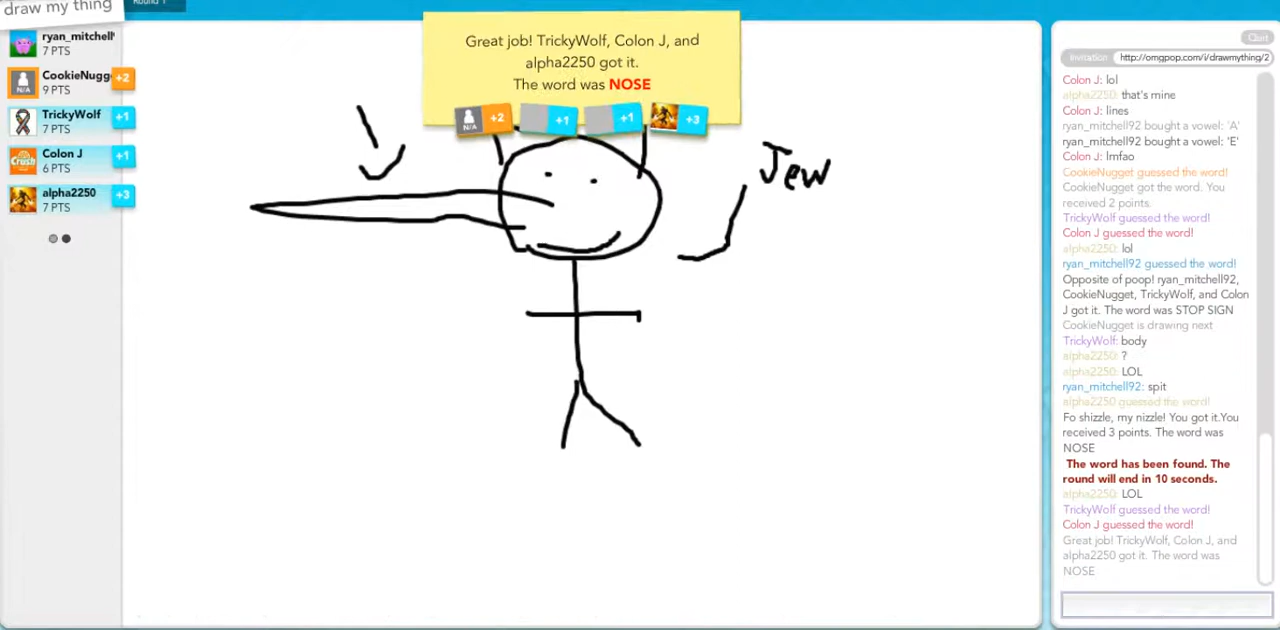 draw my thing
Round 1
ryan_mitchell
7 PTS
CookieNugg
9 PTS
+2
TrickyWolf
7 PTS
+1
Colon J
6 PTS
+1
alpha2250
7 PTS
+3
Great job! TrickyWolf, Colon J, and
alpha2250 got it.
The word was NOSE
N/A +2 +1 +1 +3
Jew
Quit
Invitation http://omgpop.com/i/drawmything/2
Colon J: lol
alpha2250: that's mine
Colon J: lines
ryan_mitchell92 bought a vowel: 'A'
ryan_mitchell92 bought a vowel: 'E'
Colon J: lmfao
CookieNugget guessed the word!
CookieNugget got the word. You
received 2 points.
TrickyWolf guessed the word!
Colon J guessed the word!
alpha2250: lol
ryan_mitchell92 guessed the word!
Opposite of poop! ryan_mitchell92,
CookieNugget, TrickyWolf, and Colon
J got it. The word was STOP SIGN
CookieNugget is drawing next
TrickyWolf: body
alpha2250: ?
alpha2250: LOL
ryan_mitchell92: spit
alpha2250 guessed the word!
Fo shizzle, my nizzle! You got it.You
received 3 points. The word was
NOSE
The word has been found. The
round will end in 10 seconds.
alpha2250: LOL
TrickyWolf guessed the word!
Colon J guessed the word!
Great job! TrickyWolf, Colon J, and
alpha2250 got it. The word was
NOSE